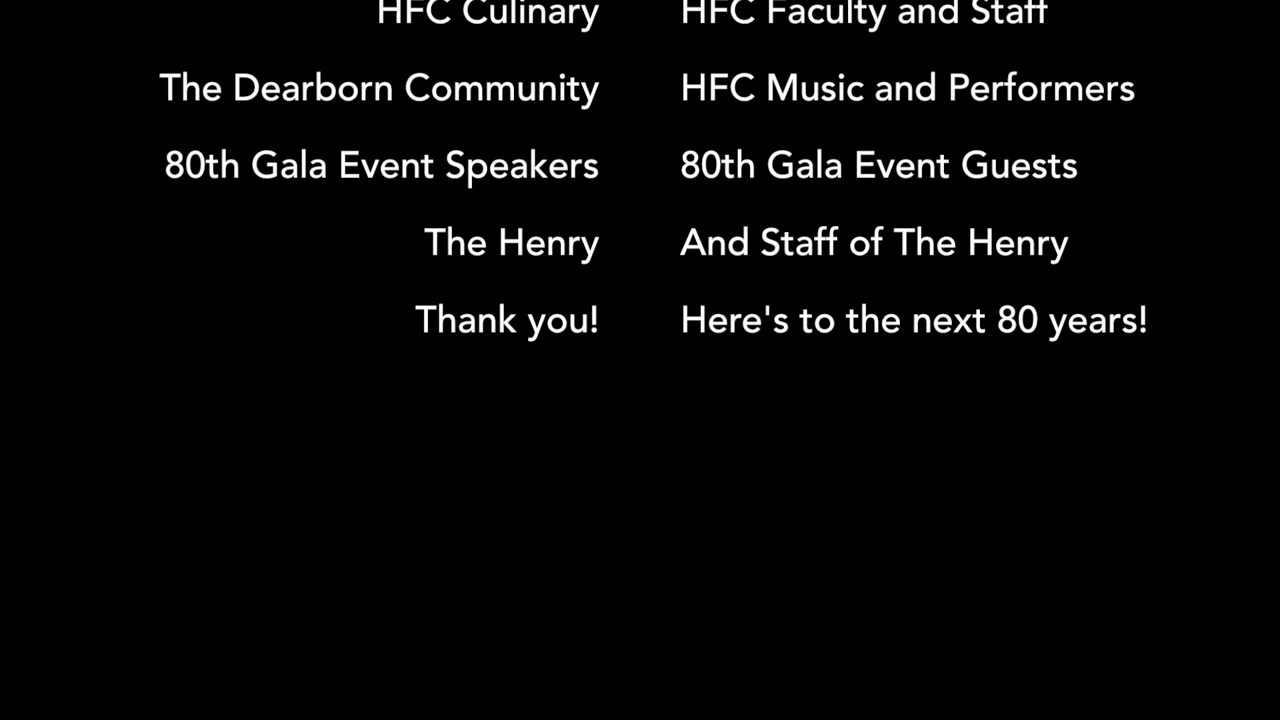 HFC Culinary HFC Faculty and Staff
The Dearborn Community HFC Music and Performers
80th Gala Event Speakers 80th Gala Event Guests
The Henry And Staff of The Henry
Thank you! Here's to the next 80 years!